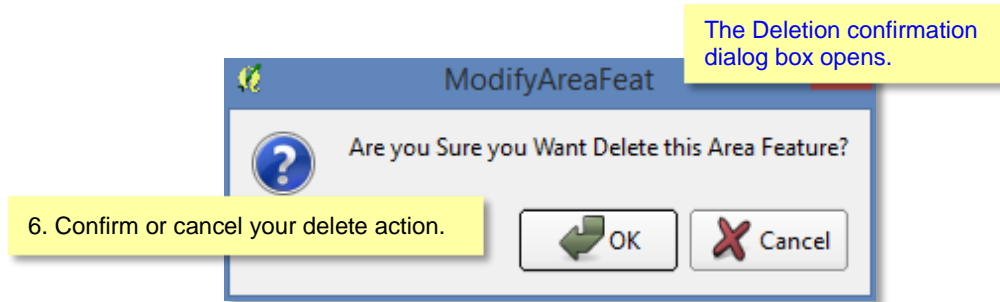 The Deletion confirmation
dialog box opens.
ModifyAreaFeat
Are you Sure you Want Delete this Area Feature?
6. Confirm or cancel your delete action.
OK
Cancel